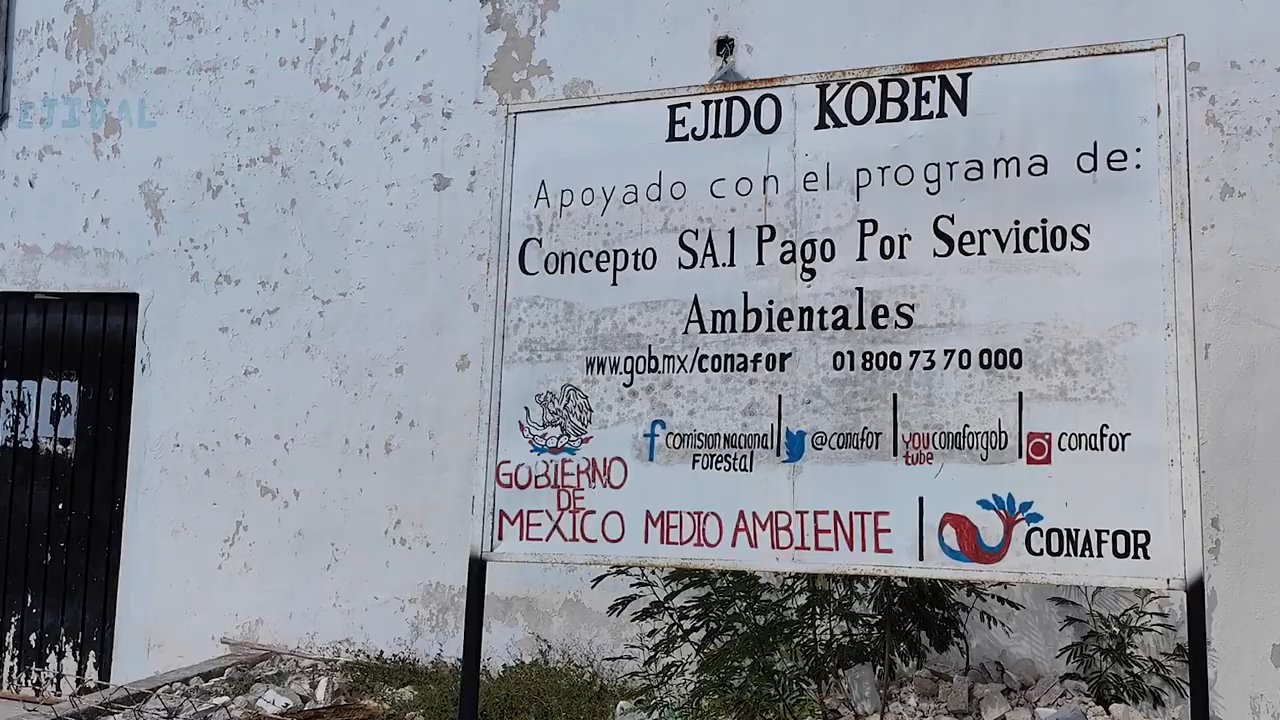 EJIDAL
EJIDO KOBEN
Apoyado con el programa de:
Concepto SA.1 Pago Por Servicios
Ambientales
www.gob.mx/conafor 01 800 73 70 000
f comision nacional forestal | @conafor | you tube conaforgob | conafor
GOBIERNO
DE
MEXICO MEDIO AMBIENTE | CONAFOR